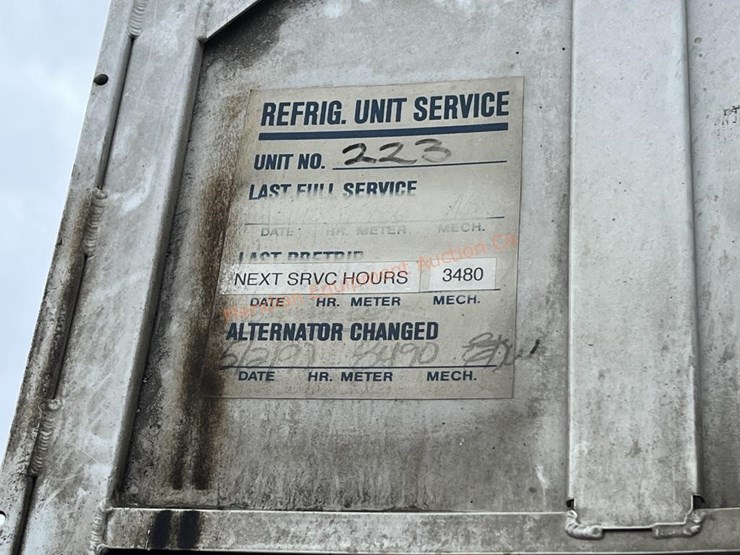 REFRIG. UNIT SERVICE
UNIT NO. 223
LAST FULL SERVICE
DATE HR. METER MECH.
LAST PRETRIP
NEXT SRVC HOURS 3480
DATE HR. METER MECH.
ALTERNATOR CHANGED
DATE HR. METER MECH.